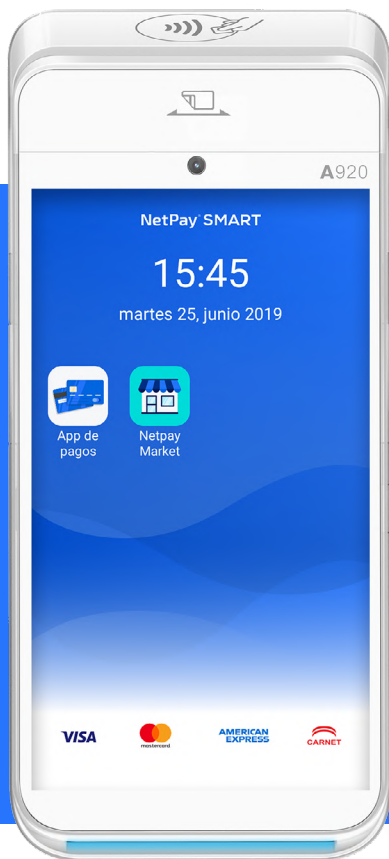 A920
NetPay SMART
15:45
martes 25, junio 2019
App de
pagos
Netpay
Market
VISA
mastercard
AMERICAN
EXPRESS
CARNET